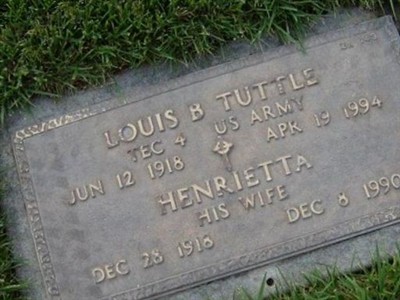 LOUIS B TUTTLE
TEC 4 US ARMY
JUN 12 1918 APR 19 1994
HENRIETTA
HIS WIFE
DEC 28 1918 DEC 8 1990